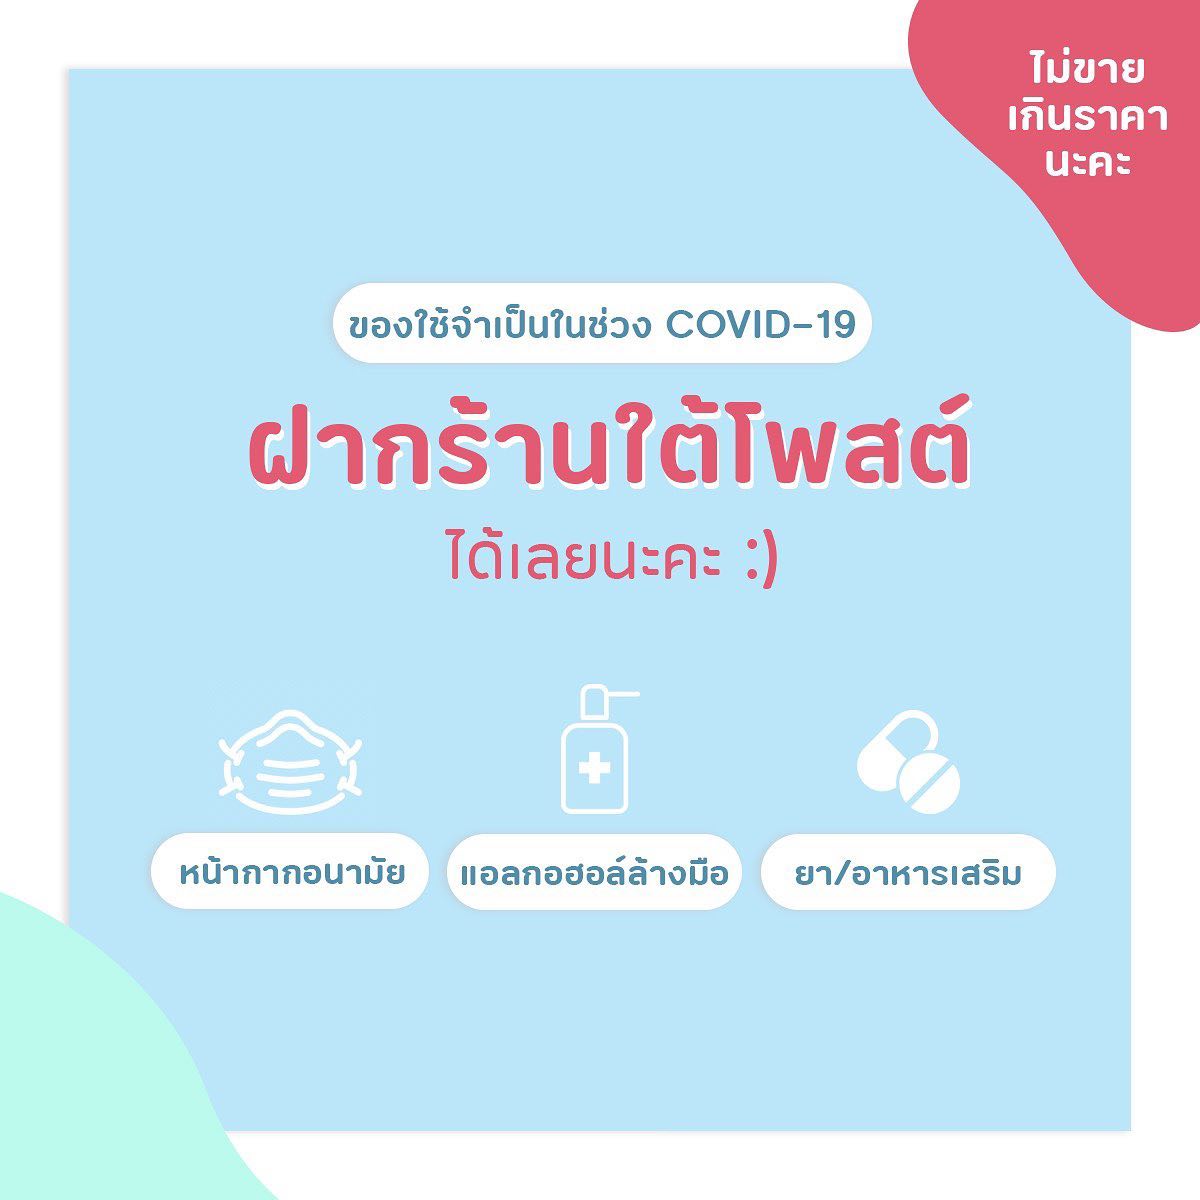 ไม่ขาย
เกินราคา
นะคะ
ของใช้จำเป็นในช่วง COVID-19
ฝากร้านใต้โพสต์
ได้เลยนะคะ :)
หน้ากากอนามัย
แอลกอฮอล์ล้างมือ
ยา/อาหารเสริม